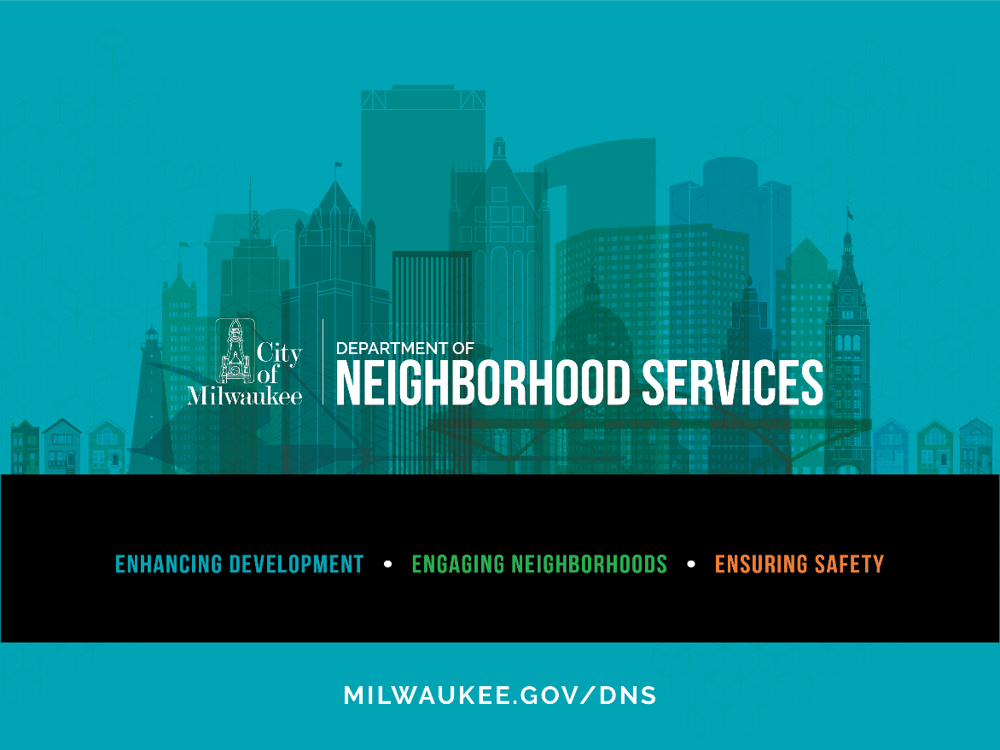 City
of
Milwaukee
DEPARTMENT OF
NEIGHBORHOOD SERVICES
ENHANCING DEVELOPMENT • ENGAGING NEIGHBORHOODS • ENSURING SAFETY
MILWAUKEE.GOV/DNS